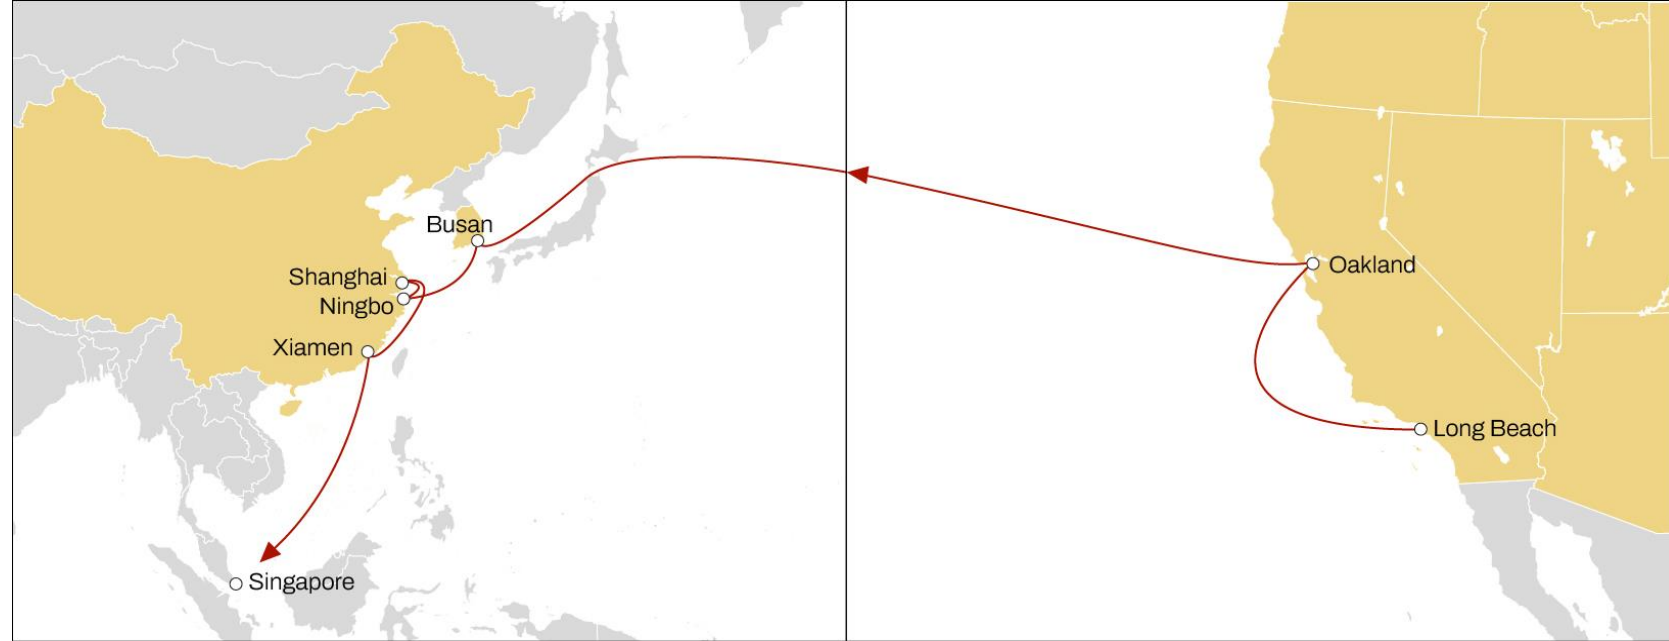 Busan
Shanghai
Ningbo
Xiamen
Singapore
Oakland
Long Beach